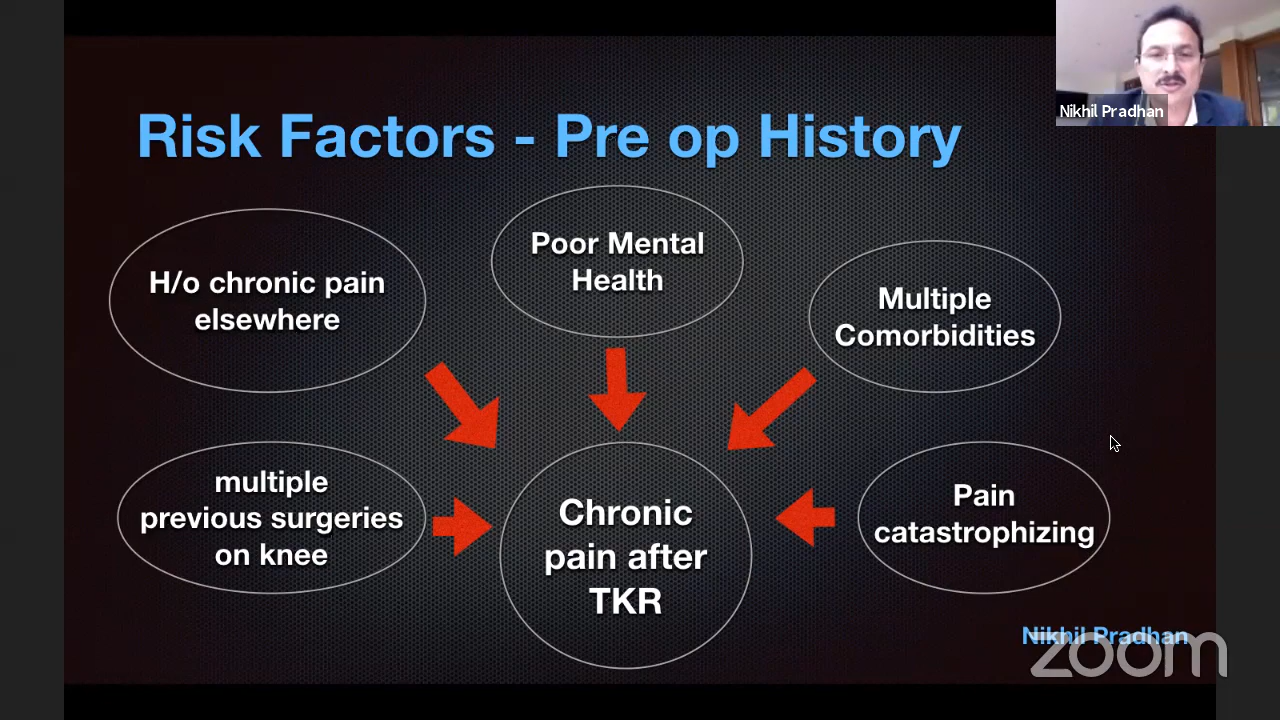 Nikhil Pradhan
Risk Factors - Pre op History
H/o chronic pain
elsewhere
Poor Mental
Health
Multiple
Comorbidities
multiple
previous surgeries
on knee
Chronic
pain after
TKR
Pain
catastrophizing
Nikhil Pradhan
zoom